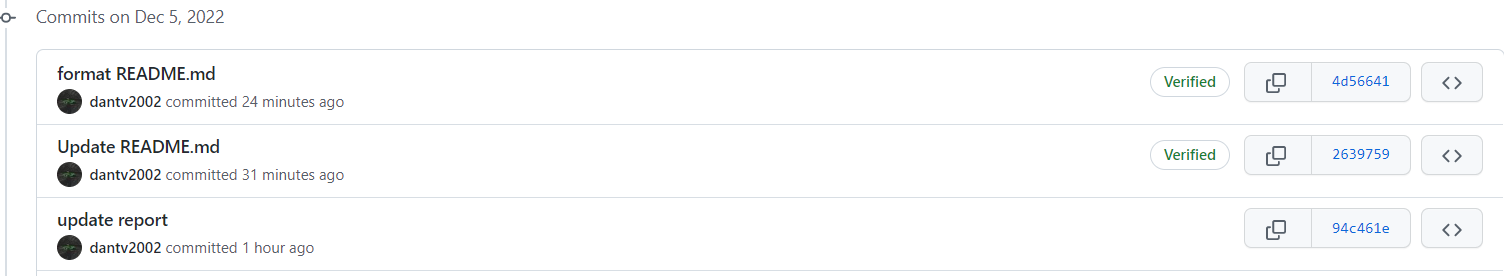 Commits on Dec 5, 2022
format README.md
Verified
4d56641
dantv2002 committed 24 minutes ago
Update README.md
Verified
2639759
dantv2002 committed 31 minutes ago
update report
94c461e
dantv2002 committed 1 hour ago